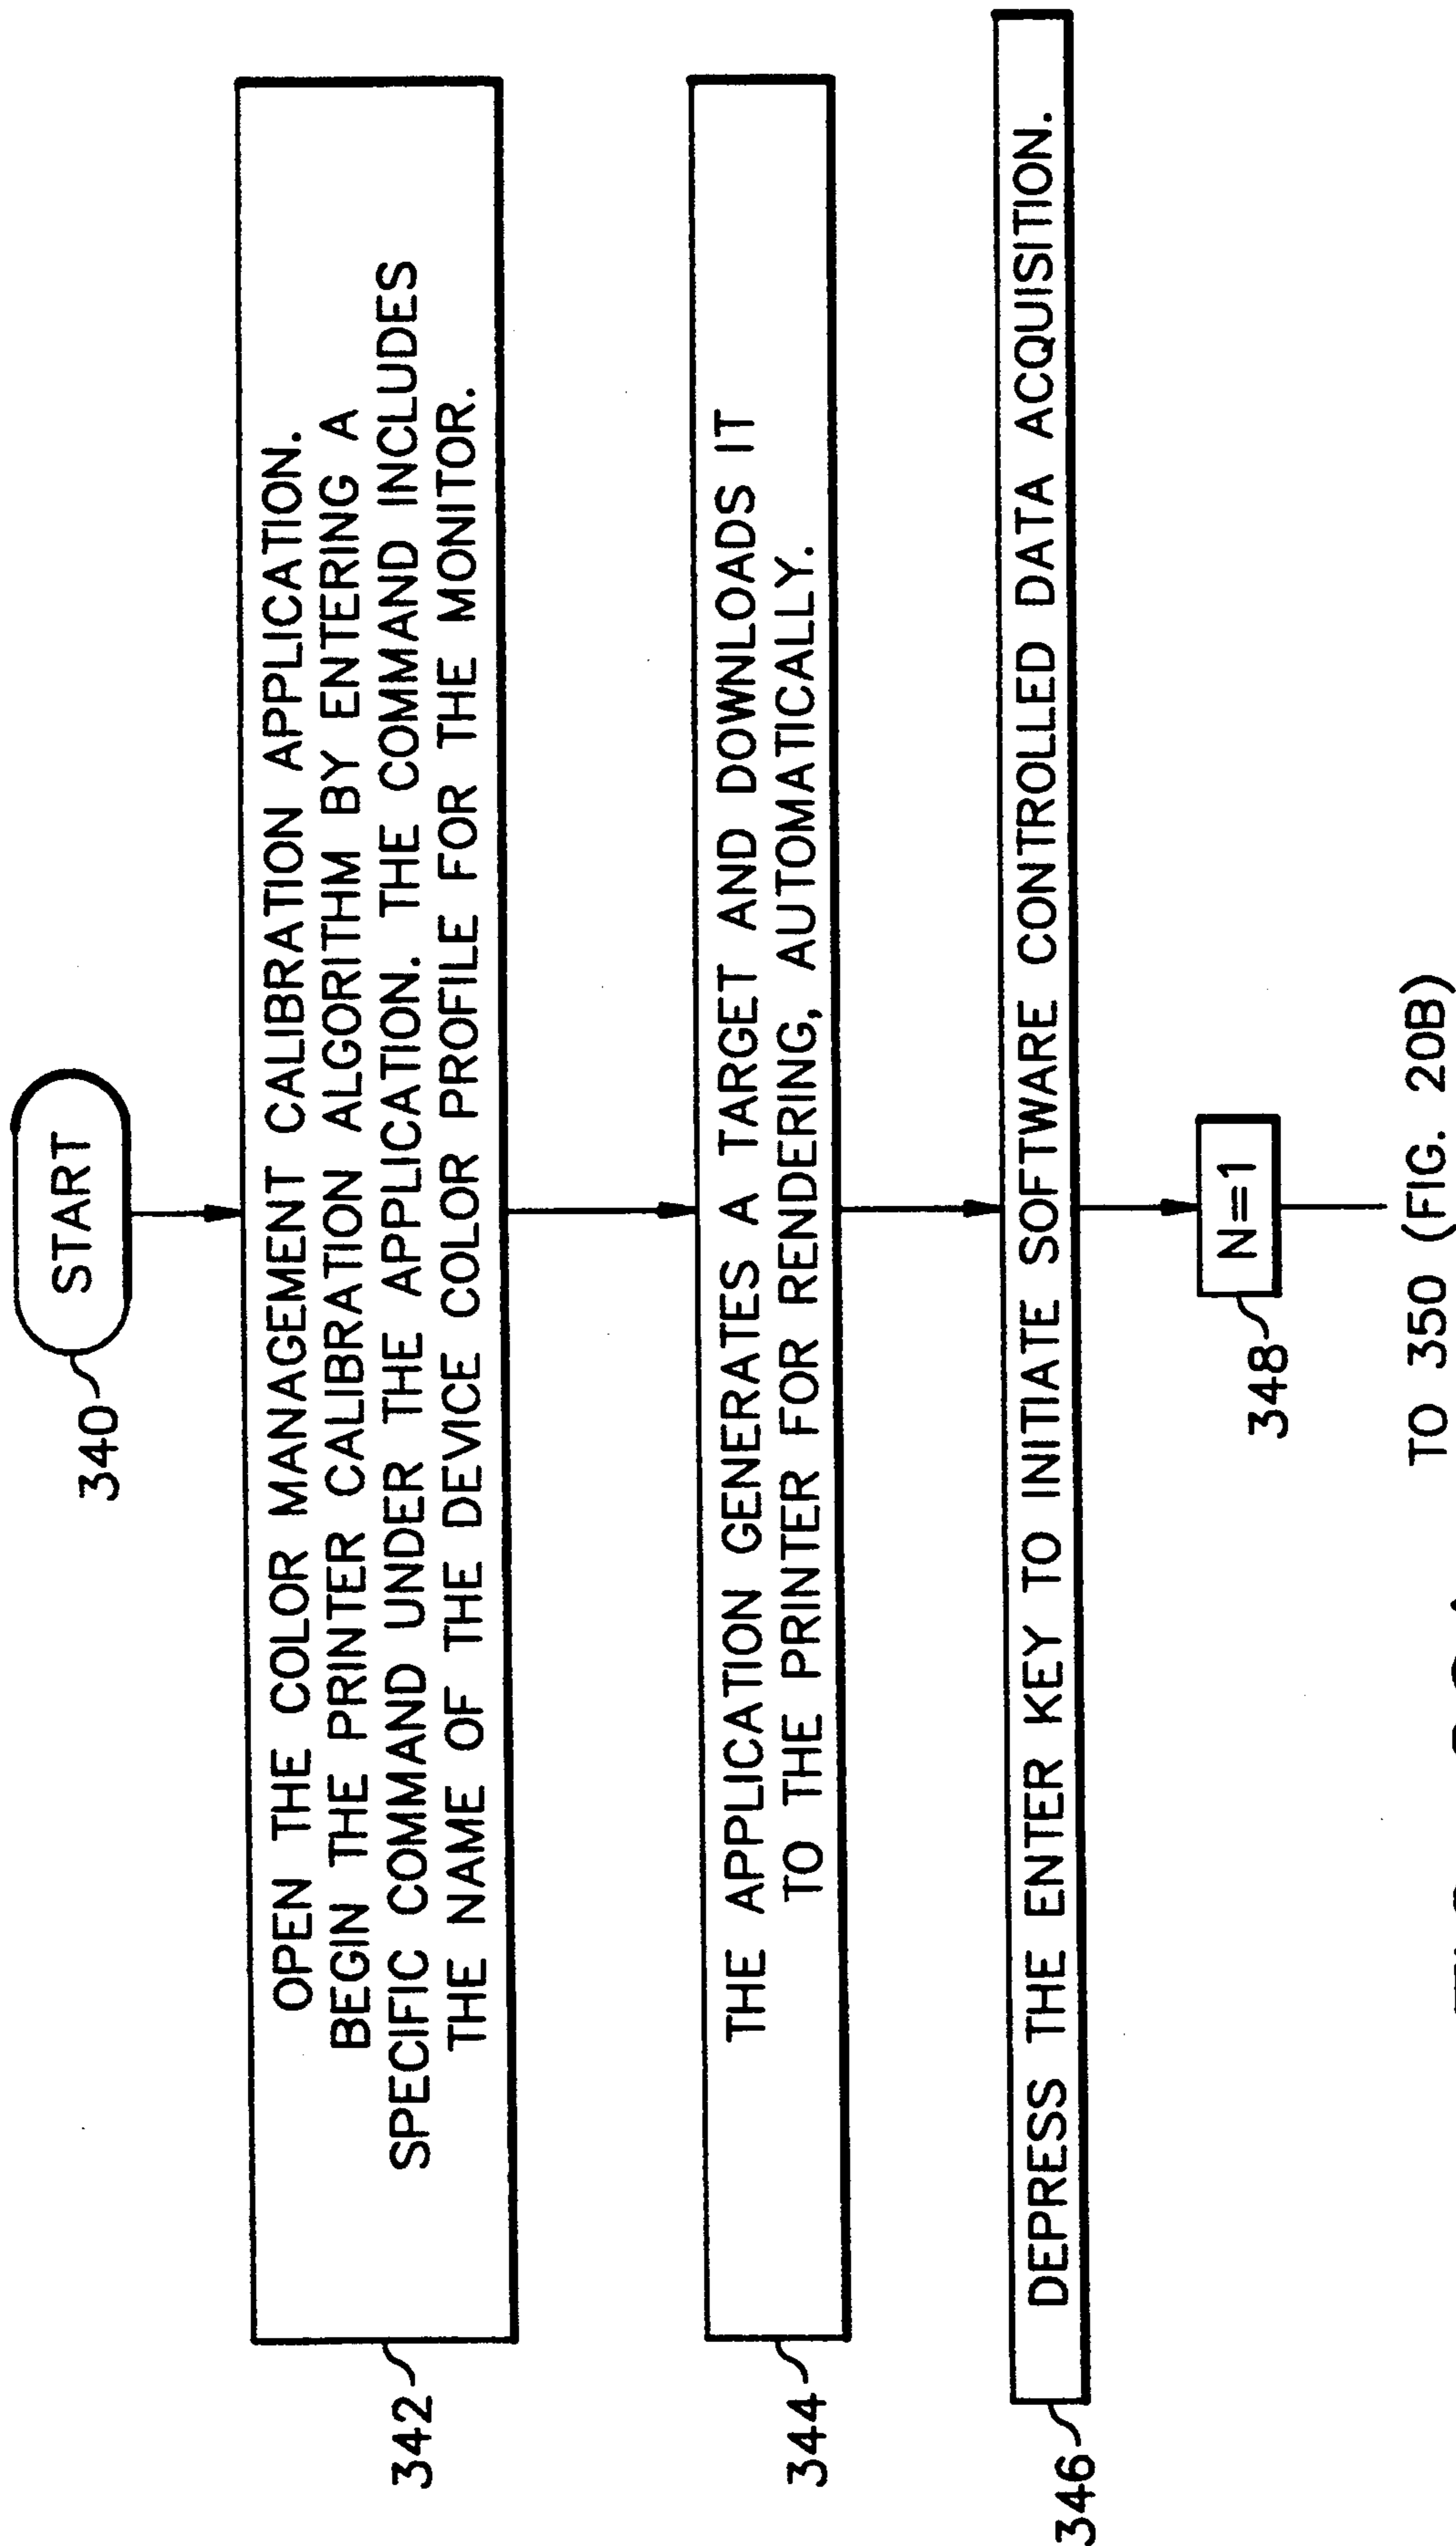 START
340
OPEN THE COLOR MANAGEMENT CALIBRATION APPLICATION.
BEGIN THE PRINTER CALIBRATION ALGORITHM BY ENTERING A
SPECIFIC COMMAND UNDER THE APPLICATION. THE COMMAND INCLUDES
THE NAME OF THE DEVICE COLOR PROFILE FOR THE MONITOR.
342
THE APPLICATION GENERATES A TARGET AND DOWNLOADS IT
TO THE PRINTER FOR RENDERING, AUTOMATICALLY.
344
DEPRESS THE ENTER KEY TO INITIATE SOFTWARE CONTROLLED DATA ACQUISITION.
346
N=1
348
TO 350 (FIG. 20B)